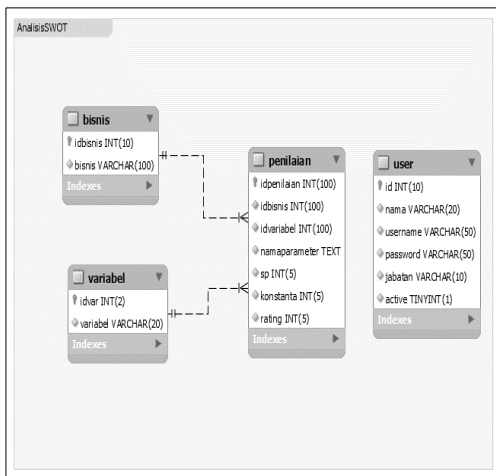 AnalisisSWOT
bisnis
idbisnis INT(10)
bisnis VARCHAR(100)
Indexes
variabel
idvar INT(2)
variabel VARCHAR(20)
Indexes
penilaian
idpenilaian INT(100)
idbisnis INT(100)
idvariabel INT(100)
namaparameter TEXT
sp INT(5)
konstanta INT(5)
rating INT(5)
Indexes
user
id INT(10)
nama VARCHAR(20)
username VARCHAR(50)
password VARCHAR(50)
jabatan VARCHAR(10)
active TINYINT(1)
Indexes